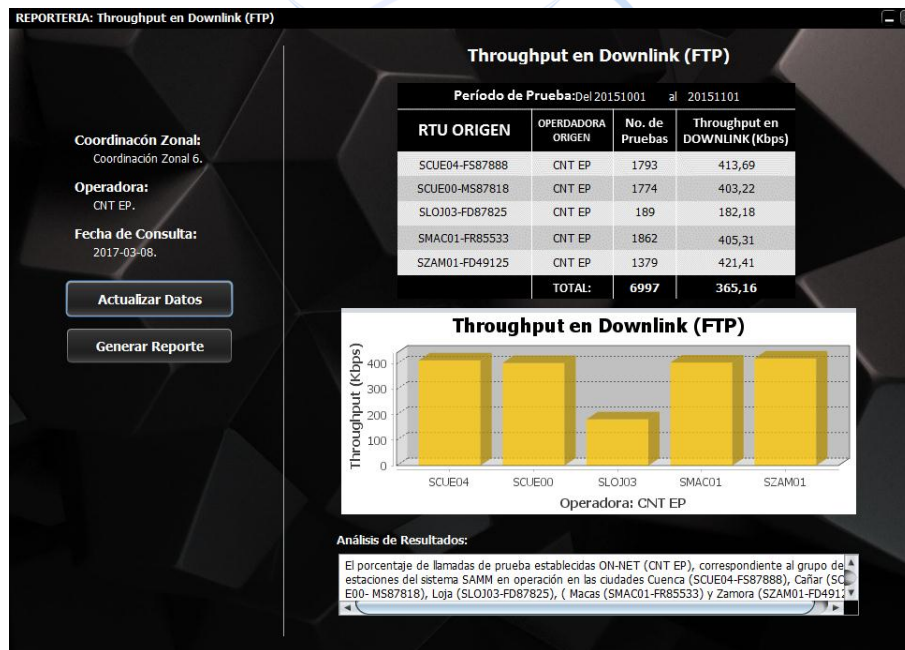 REPORTERIA: Throughput en Downlink (FTP)
Coordinacón Zonal:
Coordinación Zonal 6.
Operadora:
CNT EP.
Fecha de Consulta:
2017-03-08.
Actualizar Datos
Generar Reporte
Throughput en Downlink (FTP)
Período de Prueba:Del 20151001 al 20151101
RTU ORIGEN OPERDADORA ORIGEN No. de Pruebas Throughput en DOWNLINK (Kbps)
SCUE04-FS87888 CNT EP 1793 413,69
SCUE00-MS87818 CNT EP 1774 403,22
SLOJ03-FD87825 CNT EP 189 182,18
SMAC01-FR85533 CNT EP 1862 405,31
SZAM01-FD49125 CNT EP 1379 421,41
TOTAL: 6997 365,16
Throughput en Downlink (FTP)
Throughput (Kbps)
400
300
200
100
0
SCUE04 SCUE00 SLOJ03 SMAC01 SZAM01
Operadora: CNT EP
Análisis de Resultados:
El porcentaje de llamadas de prueba establecidas ON-NET (CNT EP), correspondiente al grupo de
estaciones del sistema SAMM en operación en las ciudades Cuenca (SCUE04-FS87888), Cañar (SC
E00- MS87818), Loja (SLOJ03-FD87825), ( Macas (SMAC01-FR85533) y Zamora (SZAM01-FD4912